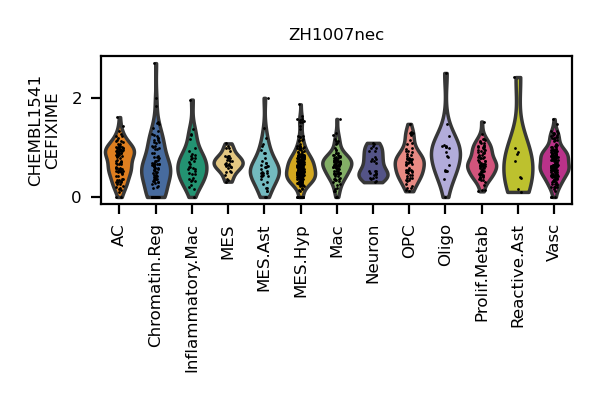 ZH1007nec
CHEMBL1541
CEFIXIME
2
0
AC
Chromatin.Reg
Inflammatory.Mac
MES
MES.Ast
MES.Hyp
Mac
Neuron
OPC
Oligo
Prolif.Metab
Reactive.Ast
Vasc